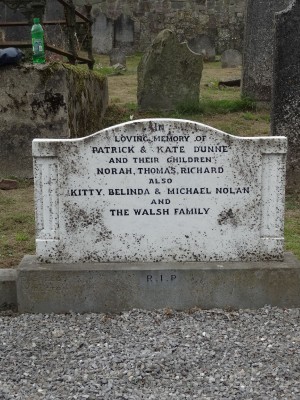 IN
LOVING MEMORY OF
PATRICK & KATE DUNNE
AND THEIR CHILDREN
NORAH, THOMAS, RICHARD
ALSO
KITTY, BELINDA & MICHAEL NOLAN
AND
THE WALSH FAMILY
R.I.P